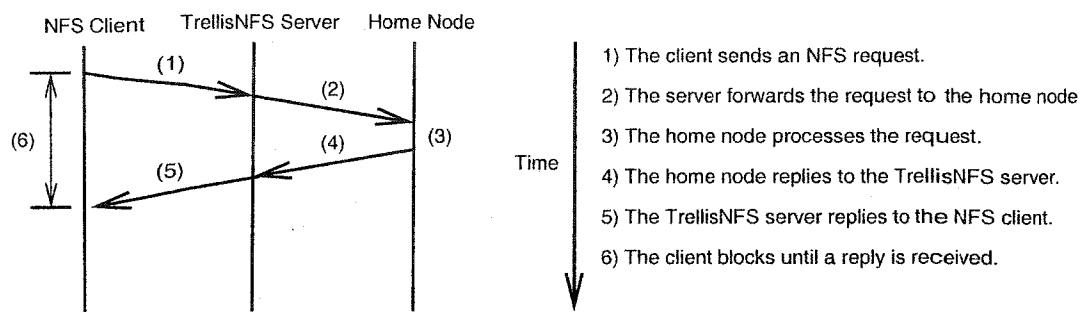 NFS Client
TrellisNFS Server
Home Node
(1)
(2)
(3)
(4)
(5)
(6)
Time
1) The client sends an NFS request.
2) The server forwards the request to the home node
3) The home node processes the request.
4) The home node replies to the TrellisNFS server.
5) The TrellisNFS server replies to the NFS client.
6) The client blocks until a reply is received.